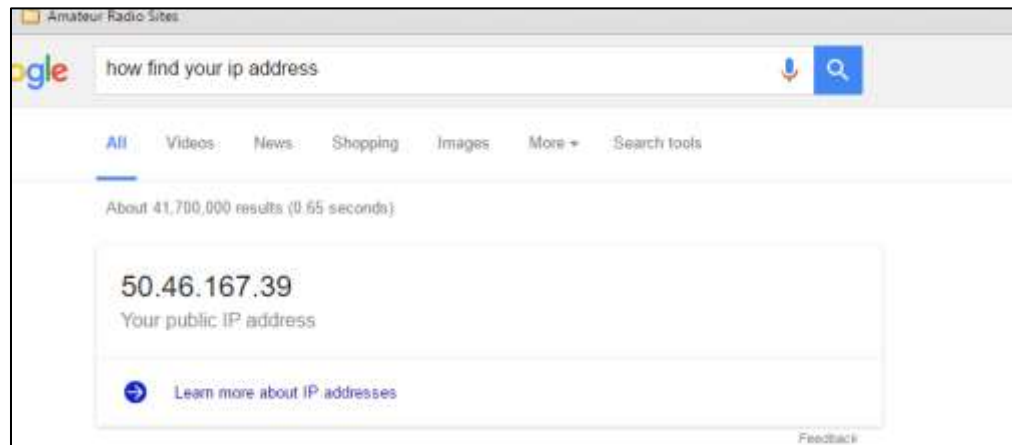 Amateur Radio Sites
ogle how find your ip address
All Videos News Shopping Images More Search tools
About 41,700,000 results (0.65 seconds)
50.46.167.39
Your public IP address
Learn more about IP addresses
Feedback